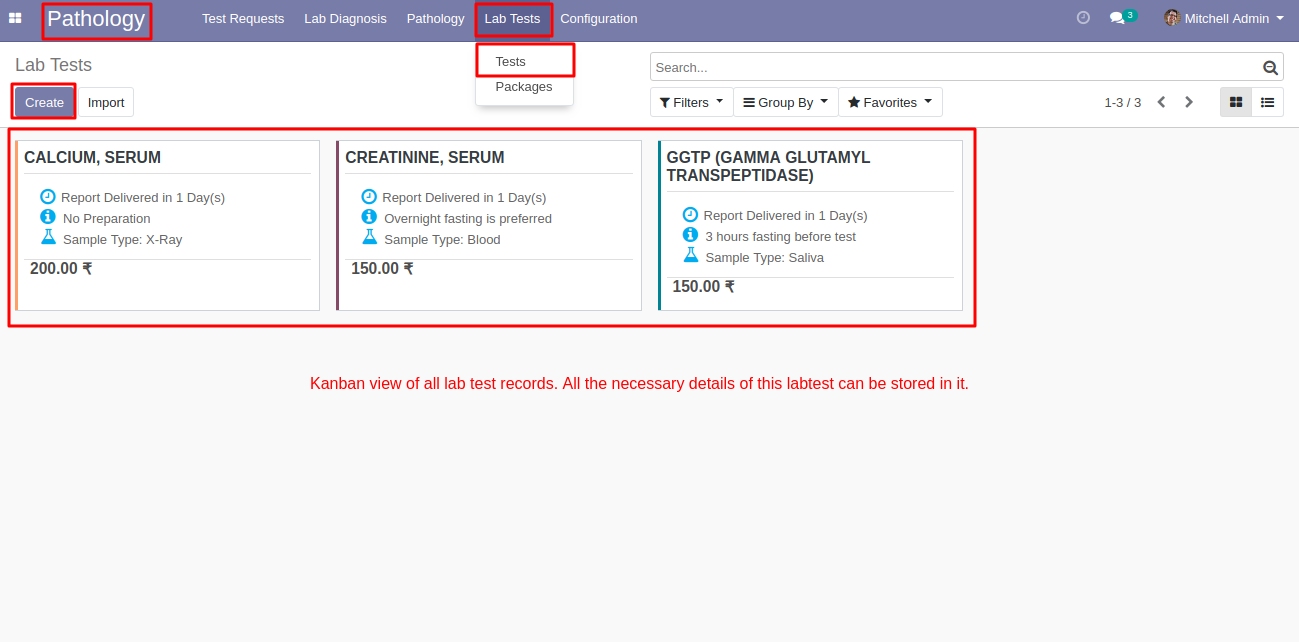 Pathology
Test Requests
Lab Diagnosis
Pathology
Lab Tests
Configuration
3
Mitchell Admin
Lab Tests
Tests
Packages
Search...
Create
Import
Filters
Group By
Favorites
1-3 / 3
CALCIUM, SERUM
Report Delivered in 1 Day(s)
No Preparation
Sample Type: X-Ray
200.00 ₹
CREATININE, SERUM
Report Delivered in 1 Day(s)
Overnight fasting is preferred
Sample Type: Blood
150.00 ₹
GGTP (GAMMA GLUTAMYL
TRANSPEPTIDASE)
Report Delivered in 1 Day(s)
3 hours fasting before test
Sample Type: Saliva
150.00 ₹
Kanban view of all lab test records. All the necessary details of this labtest can be stored in it.